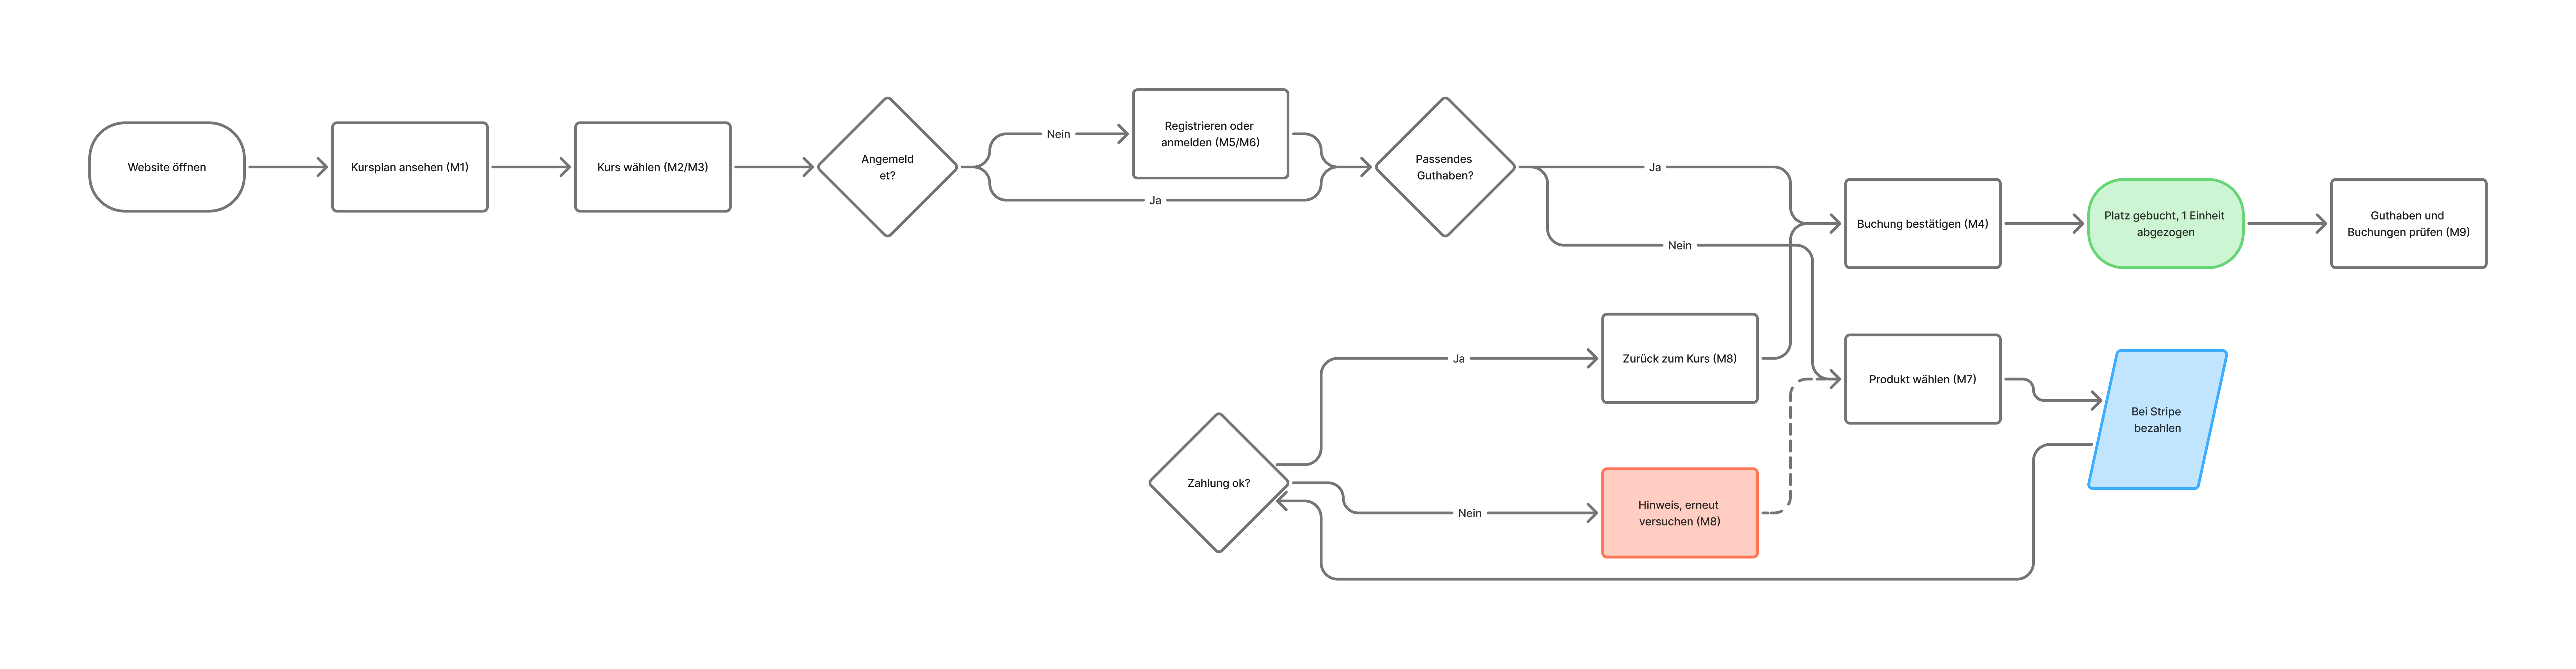 Website öffnen
Kursplan ansehen (M1)
Kurs wählen (M2/M3)
Angemeld
et?
Nein
Ja
Registrieren oder
anmelden (M5/M6)
Passendes
Guthaben?
Ja
Nein
Buchung bestätigen (M4)
Platz gebucht, 1 Einheit
abgezogen
Guthaben und
Buchungen prüfen (M9)
Zahlung ok?
Ja
Nein
Zurück zum Kurs (M8)
Hinweis, erneut
versuchen (M8)
Produkt wählen (M7)
Bei Stripe
bezahlen